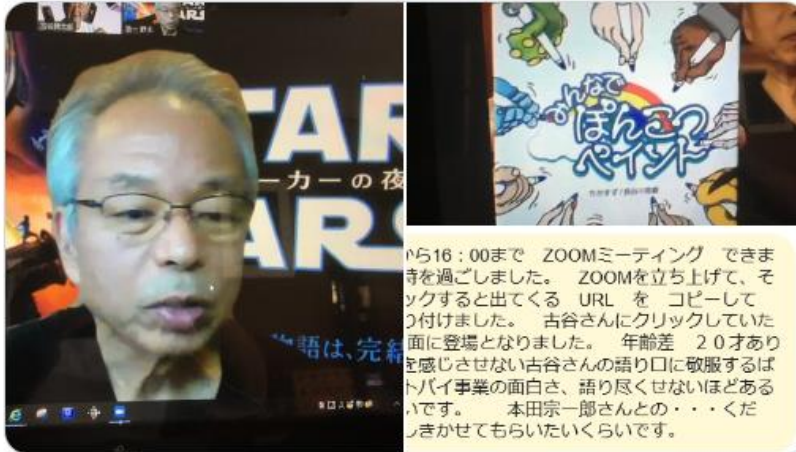 TAR
ーカーの夜
ARS
物語は、完結
みんなで
ぽんこつ
ペイント
から16：00まで　ZOOMミーティング　できま
時を過ごしました。　ZOOMを立ち上げて、そ
ックすると出てくる　URL　を　コピーして
り付けました。　古谷さんにクリックしていた
面に登場となりました。　年齢差　２０才あり
を感じさせない古谷さんの語り口に敬服するば
トバイ事業の面白さ、語り尽くせないほどある
いです。　　本田宗一郎さんとの・・・くだ
しきかせてもらいたいくらいです。